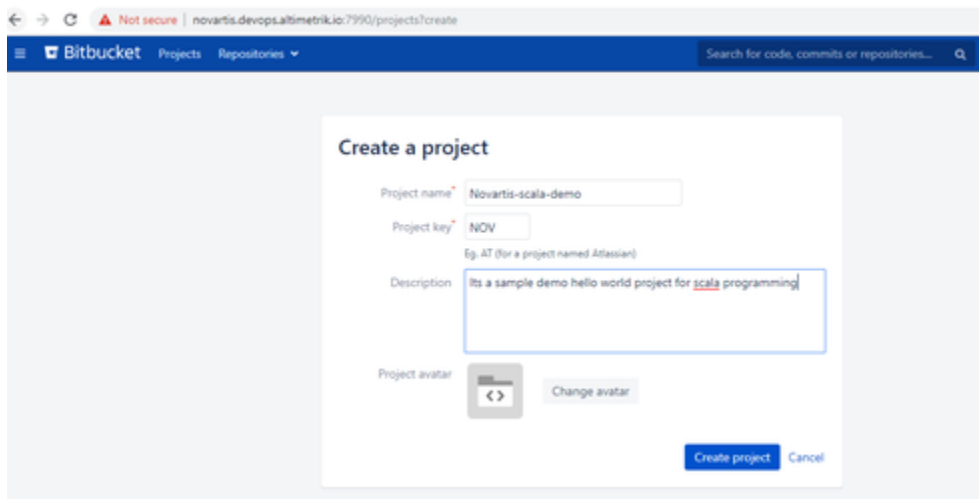 Not secure | novartis.devops.altimetrik.io:7990/projects?create
Bitbucket Projects Repositories Search for code, commits or repositories...
Create a project
Project name* Novartis-scala-demo
Project key* NOV
Eg. AT (for a project named Atlassian)
Description Its a sample demo hello world project for scala programming
Project avatar
Change avatar
Create project Cancel